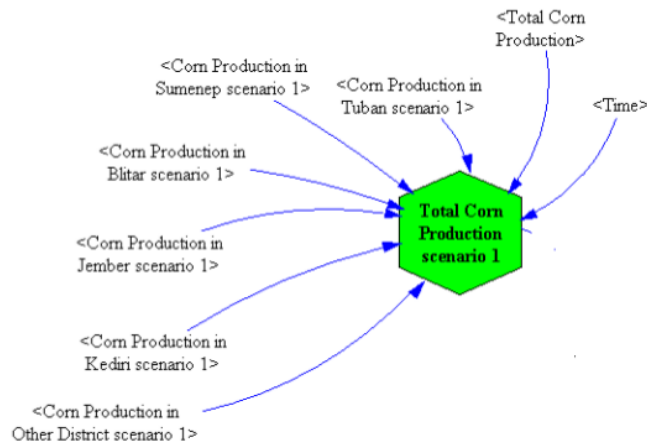 <Total Corn
Production>
<Corn Production in
Sumenep scenario 1>
<Corn Production in
Tuban scenario 1>
<Time>
<Corn Production in
Blitar scenario 1>
Total Corn
Production
scenario 1
<Corn Production in
Jember scenario 1>
<Corn Production in
Kediri scenario 1>
<Corn Production in
Other District scenario 1>